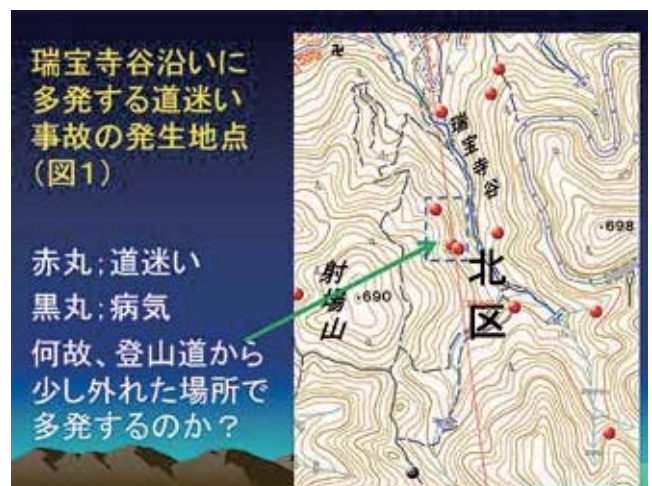 瑞宝寺谷沿いに
多発する道迷い
事故の発生地点
（図１）
赤丸；道迷い
黒丸；病気
何故、登山道から
少し外れた場所で
多発するのか？
瑞宝寺谷
・698
北区
射場山
・690